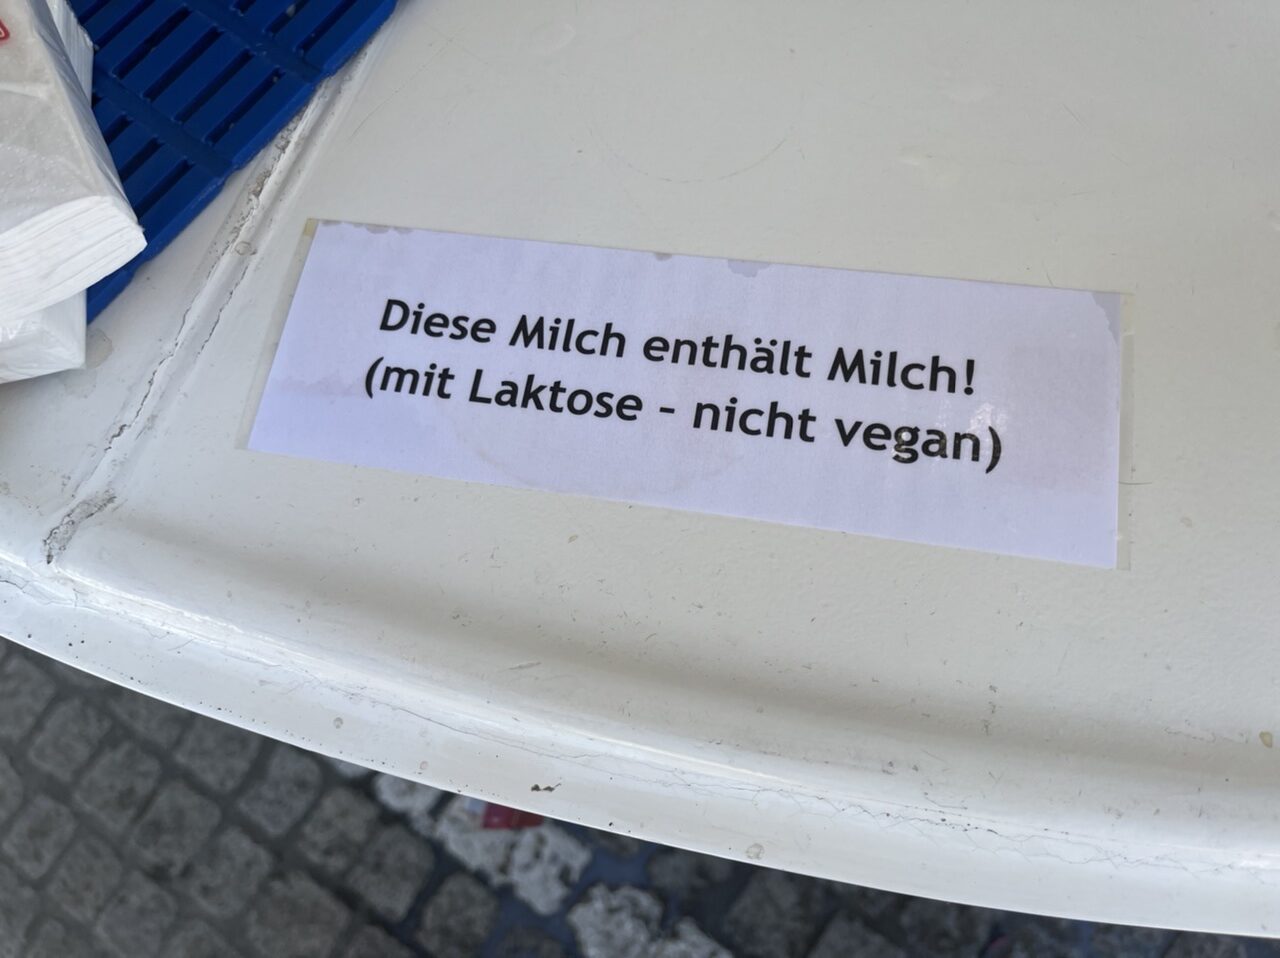 Diese Milch enthält Milch!
(mit Laktose - nicht vegan)